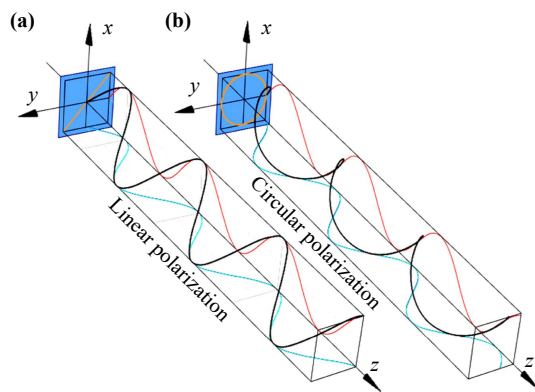 (a)
x
y
Linear polarization
z
(b)
x
y
Circular polarization
z